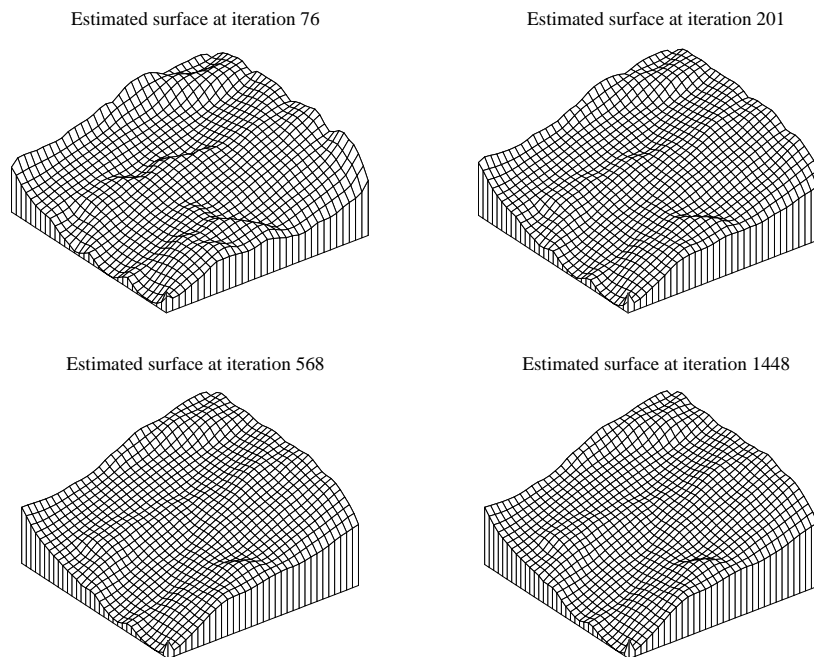 Estimated surface at iteration 76
Estimated surface at iteration 201
Estimated surface at iteration 568
Estimated surface at iteration 1448